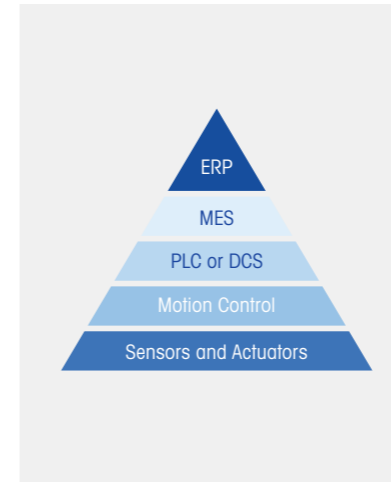 ERP
MES
PLC or DCS
Motion Control
Sensors and Actuators